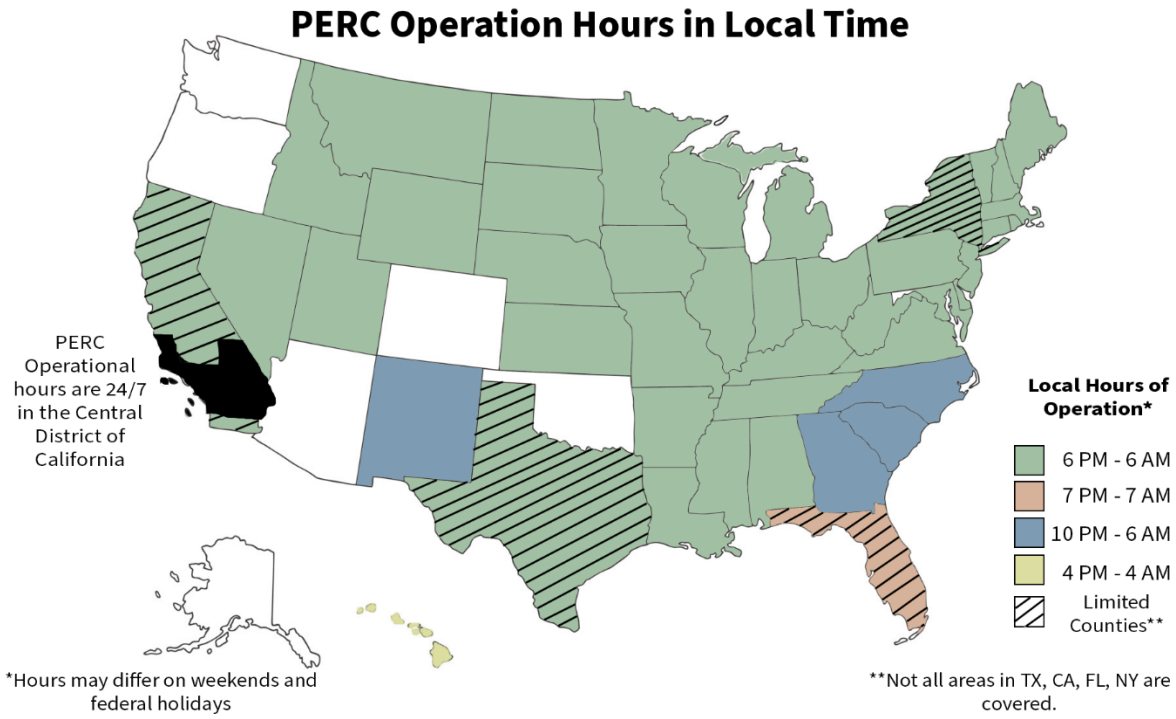 PERC Operation Hours in Local Time
PERC
Operational
hours are 24/7
in the Central
District of
California
Local Hours of
Operation*
6 PM - 6 AM
7 PM - 7 AM
10 PM - 6 AM
4 PM - 4 AM
Limited
Counties**
*Hours may differ on weekends and
federal holidays
**Not all areas in TX, CA, FL, NY are
covered.